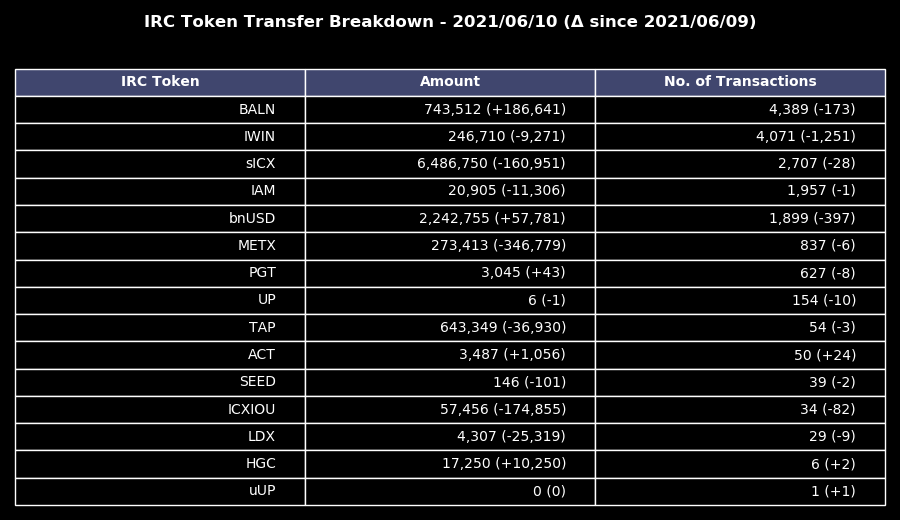 IRC Token Transfer Breakdown - 2021/06/10 (Δ since 2021/06/09)
IRC Token Amount No. of Transactions
BALN 743,512 (+186,641) 4,389 (-173)
IWIN 246,710 (-9,271) 4,071 (-1,251)
sICX 6,486,750 (-160,951) 2,707 (-28)
IAM 20,905 (-11,306) 1,957 (-1)
bnUSD 2,242,755 (+57,781) 1,899 (-397)
METX 273,413 (-346,779) 837 (-6)
PGT 3,045 (+43) 627 (-8)
UP 6 (-1) 154 (-10)
TAP 643,349 (-36,930) 54 (-3)
ACT 3,487 (+1,056) 50 (+24)
SEED 146 (-101) 39 (-2)
ICXIOU 57,456 (-174,855) 34 (-82)
LDX 4,307 (-25,319) 29 (-9)
HGC 17,250 (+10,250) 6 (+2)
uUP 0 (0) 1 (+1)